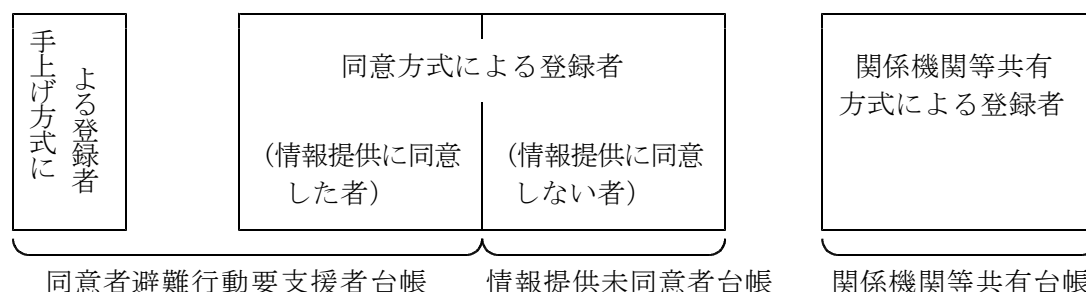 手上げ方式に
よる登録者
同意方式による登録者
(情報提供に同意
した者)
(情報提供に同意
しない者)
関係機関等共有
方式による登録者
同意者避難行動要支援者台帳
情報提供未同意者台帳
関係機関等共有台帳